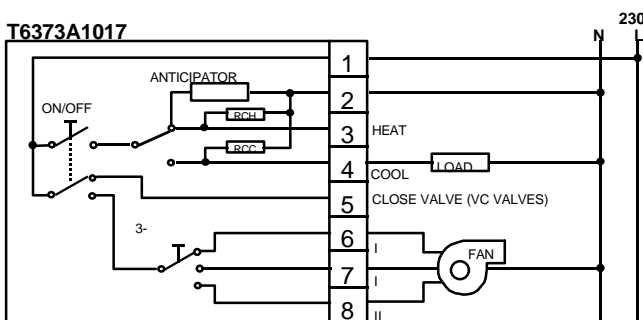 T6373A1017
230
N L
1
ANTICIPATOR
2
ON/OFF
RCH
3 HEAT
RCC
4 COOL LOAD
5 CLOSE VALVE (VC VALVES)
3-
6 I
FAN
7 I
8 II